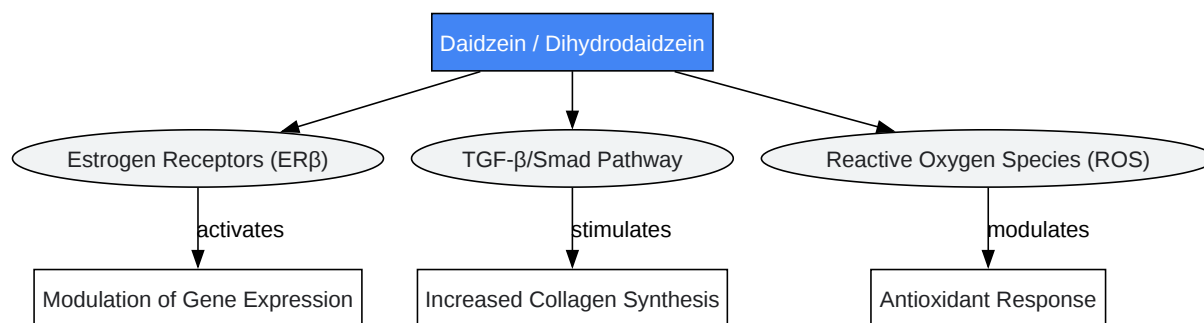 Daidzein / Dihydrodaidzein
Estrogen Receptors (ERβ)
TGF-β/Smad Pathway
Reactive Oxygen Species (ROS)
activates
stimulates
modulates
Modulation of Gene Expression
Increased Collagen Synthesis
Antioxidant Response